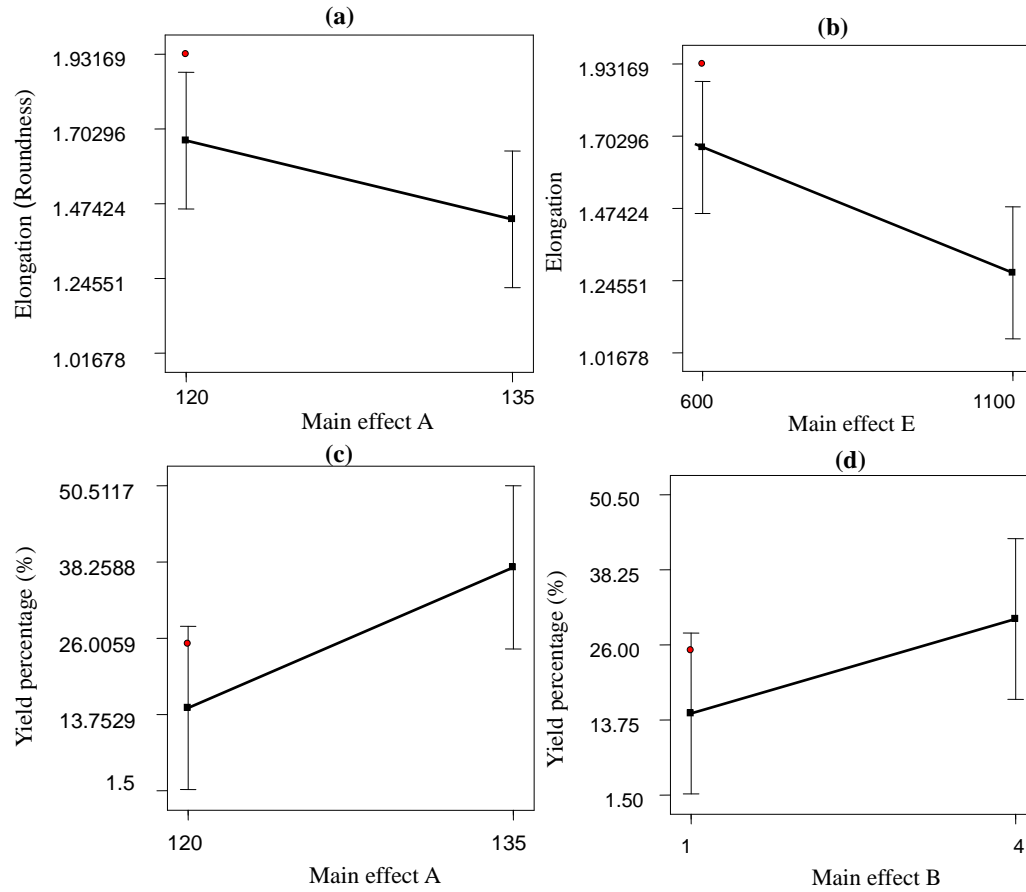 (a)
Elongation (Roundness)
1.93169
1.70296
1.47424
1.24551
1.01678
120
135
Main effect A
(b)
Elongation
1.93169
1.70296
1.47424
1.24551
1.01678
600
1100
Main effect E
(c)
Yield percentage (%)
50.5117
38.2588
26.0059
13.7529
1.5
120
135
Main effect A
(d)
Yield percentage (%)
50.50
38.25
26.00
13.75
1.50
1
4
Main effect B